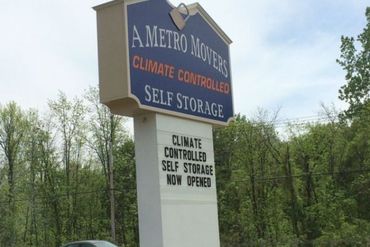 A METRO MOVERS
CLIMATE CONTROLLED
SELF STORAGE
CLIMATE
CONTROLLED
SELF STORAGE
NOW OPENED